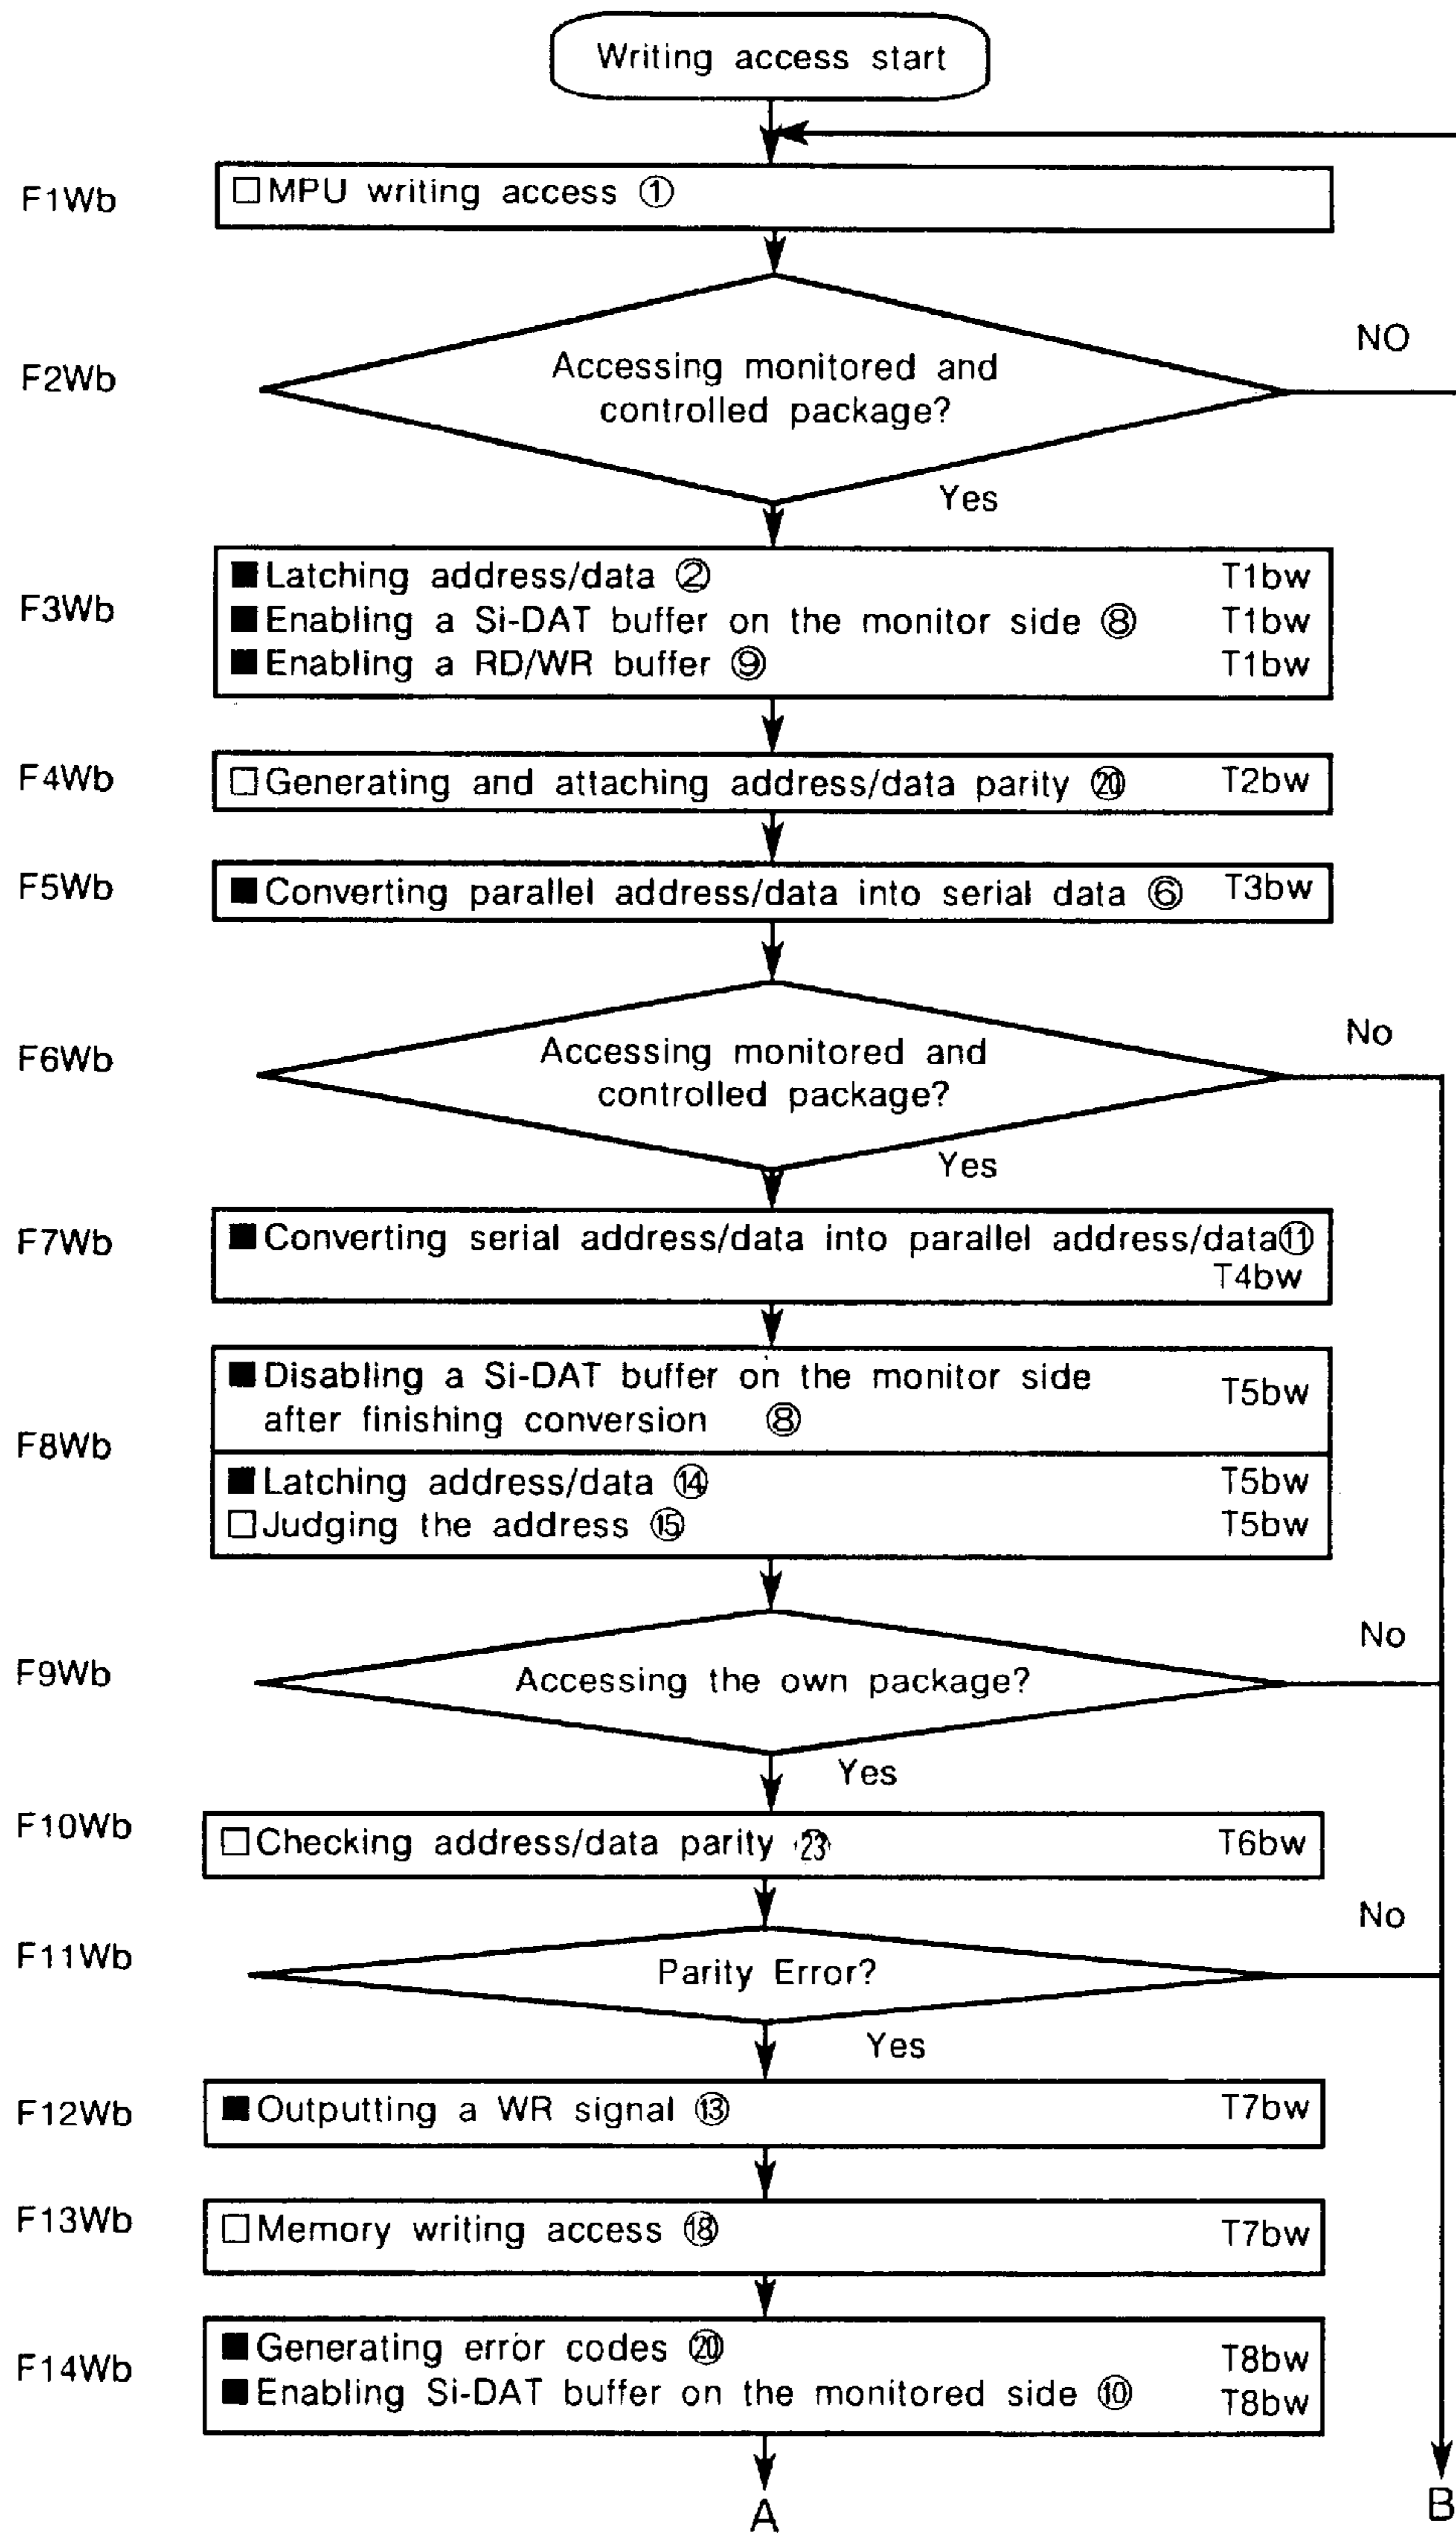 Writing access start
F1Wb □MPU writing access ①
F2Wb Accessing monitored and NO
controlled package?
Yes
F3Wb ■Latching address/data ② T1bw
■Enabling a Si-DAT buffer on the monitor side ⑧ T1bw
■Enabling a RD/WR buffer ⑨ T1bw
F4Wb □Generating and attaching address/data parity ⑳ T2bw
F5Wb ■Converting parallel address/data into serial data ⑥ T3bw
F6Wb Accessing monitored and No
controlled package?
Yes
F7Wb ■Converting serial address/data into parallel address/data⑪
T4bw
F8Wb ■Disabling a Si-DAT buffer on the monitor side T5bw
after finishing conversion ⑧
■Latching address/data ⑭ T5bw
□Judging the address ⑮ T5bw
F9Wb Accessing the own package? No
Yes
F10Wb □Checking address/data parity ㉓ T6bw
F11Wb Parity Error? No
Yes
F12Wb ■Outputting a WR signal ⑬ T7bw
F13Wb □Memory writing access ⑱ T7bw
F14Wb ■Generating error codes ⑳ T8bw
■Enabling Si-DAT buffer on the monitored side ⑩ T8bw
A B